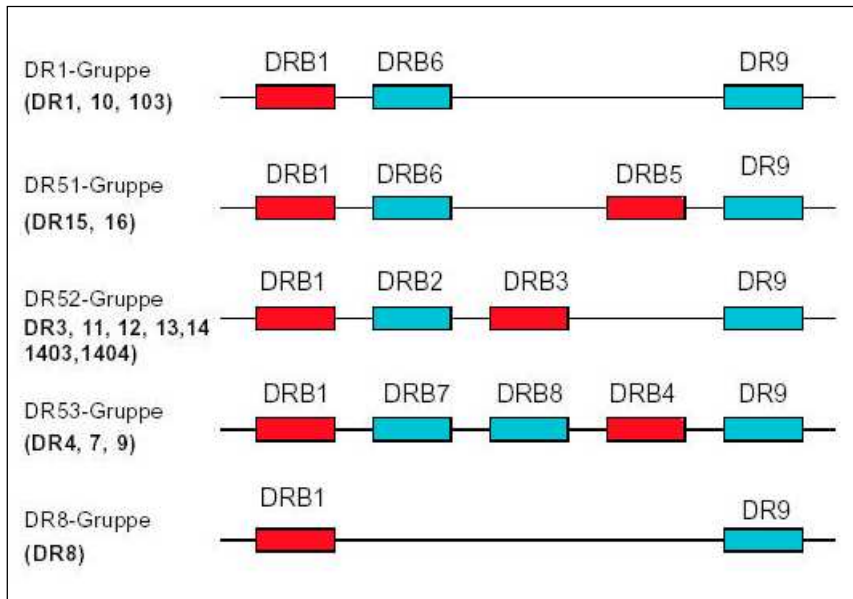 DRB1 DRB6 DR9
DR1-Gruppe
(DR1, 10, 103)
DRB1 DRB6 DRB5 DR9
DR51-Gruppe
(DR15, 16)
DRB1 DRB2 DRB3 DR9
DR52-Gruppe
DR3, 11, 12, 13,14
1403,1404)
DRB1 DRB7 DRB8 DRB4 DR9
DR53-Gruppe
(DR4, 7, 9)
DRB1 DR9
DR8-Gruppe
(DR8)